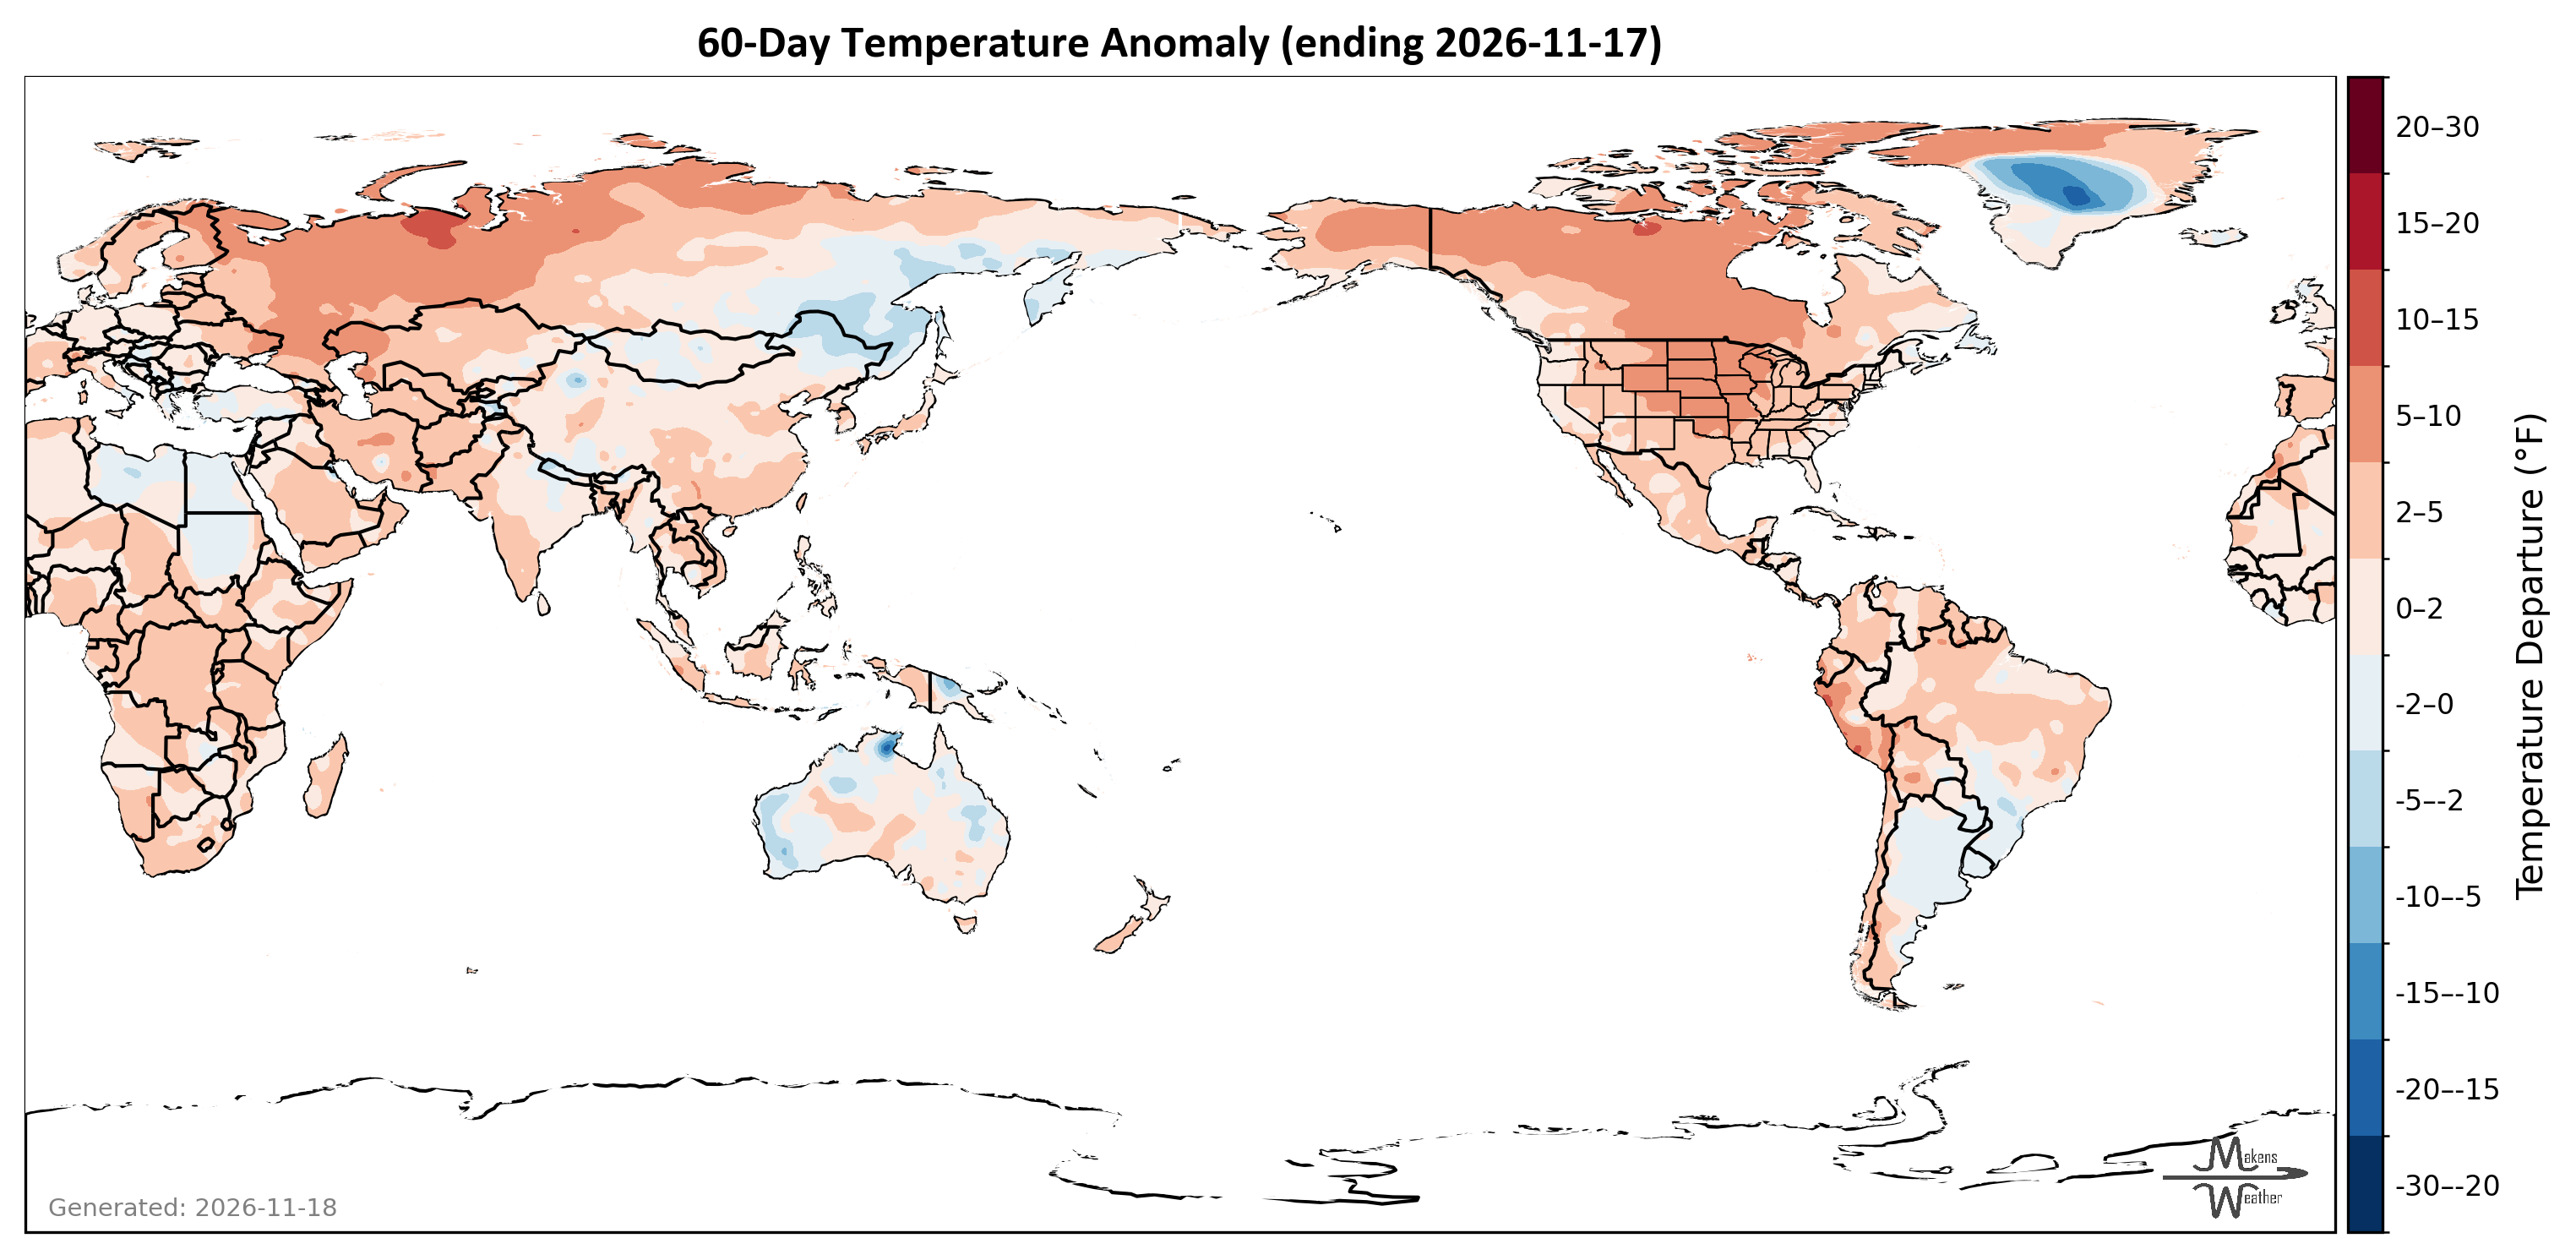 60-Day Temperature Anomaly (ending 2026-11-17)
20–30
15–20
10–15
5–10
2–5
0–2
-2–0
-5–-2
-10–-5
-15–-10
-20–-15
-30–-20
Temperature Departure (°F)
Generated: 2026-11-18
Makens
Weather